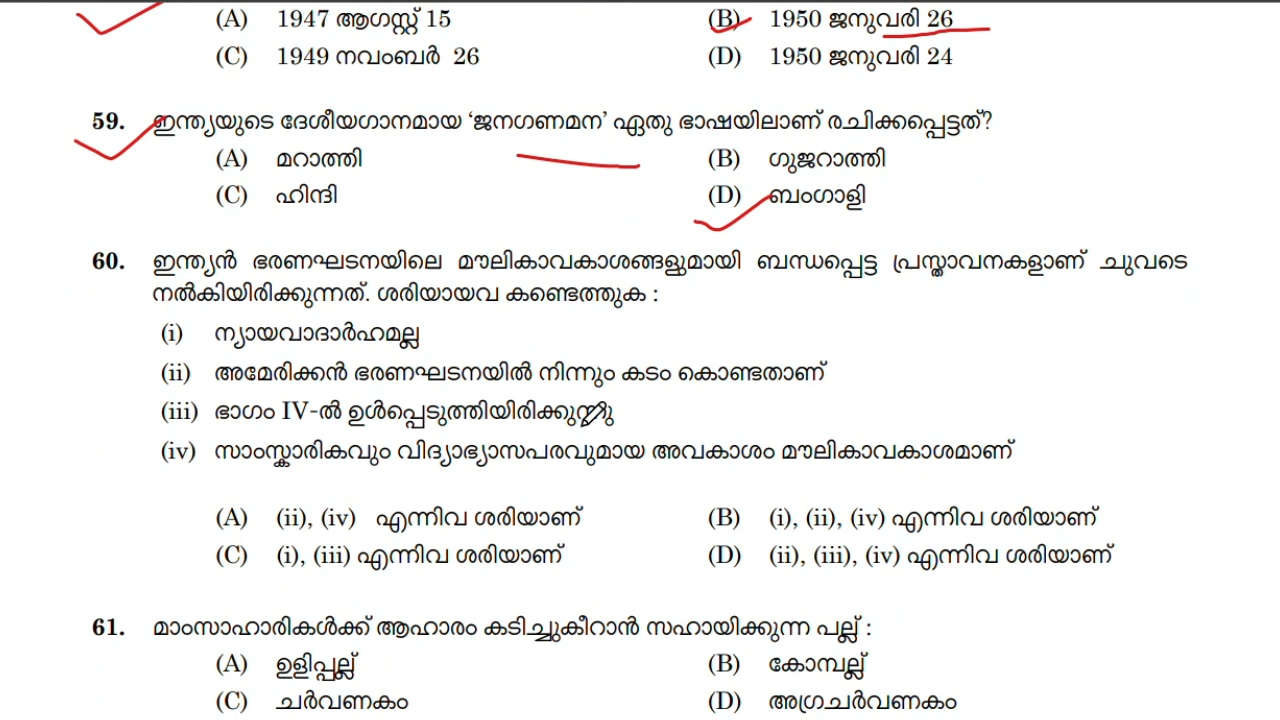 (A) 1947 ആഗസ്റ്റ് 15 (B) 1950 ജനുവരി 26
(C) 1949 നവംബർ 26 (D) 1950 ജനുവരി 24
59. ഇന്ത്യയുടെ ദേശീയഗാനമായ ‘ജനഗണമന’ ഏതു ഭാഷയിലാണ് രചിക്കപ്പെട്ടത്?
(A) മറാത്തി (B) ഗുജറാത്തി
(C) ഹിന്ദി (D) ബംഗാളി
60. ഇന്ത്യൻ ഭരണഘടനയിലെ മൗലികാവകാശങ്ങളുമായി ബന്ധപ്പെട്ട പ്രസ്താവനകളാണ് ചുവടെ
നൽകിയിരിക്കുന്നത്. ശരിയായവ കണ്ടെത്തുക :
(i) ന്യായവാദാർഹമല്ല
(ii) അമേരിക്കൻ ഭരണഘടനയിൽ നിന്നും കടം കൊണ്ടതാണ്
(iii) ഭാഗം IV-ൽ ഉൾപ്പെടുത്തിയിരിക്കുന്നു
(iv) സാംസ്കാരികവും വിദ്യാഭ്യാസപരവുമായ അവകാശം മൗലികാവകാശമാണ്
(A) (ii), (iv) എന്നിവ ശരിയാണ് (B) (i), (ii), (iv) എന്നിവ ശരിയാണ്
(C) (i), (iii) എന്നിവ ശരിയാണ് (D) (ii), (iii), (iv) എന്നിവ ശരിയാണ്
61. മാംസാഹാരികൾക്ക് ആഹാരം കടിച്ചുകീറാൻ സഹായിക്കുന്ന പല്ല് :
(A) ഉളിപ്പല്ല് (B) കോമ്പല്ല്
(C) ചർവണകം (D) അഗ്രചർവണകം